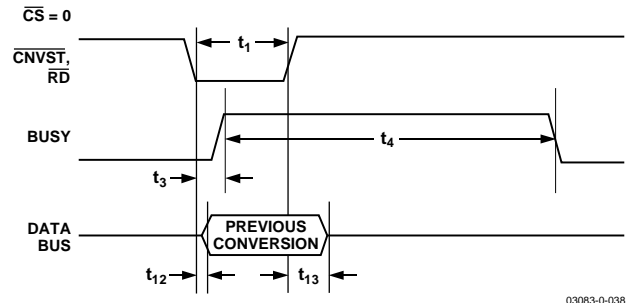 CS = 0
t1
CNVST,
RD
BUSY
t4
t3
DATA
BUS
PREVIOUS
CONVERSION
t12
t13
03083-0-038